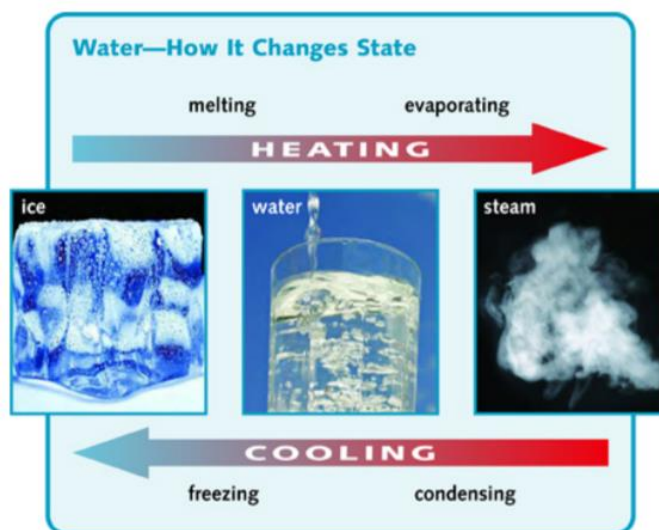 Water—How It Changes State
melting evaporating
HEATING
ice water steam
COOLING
freezing condensing